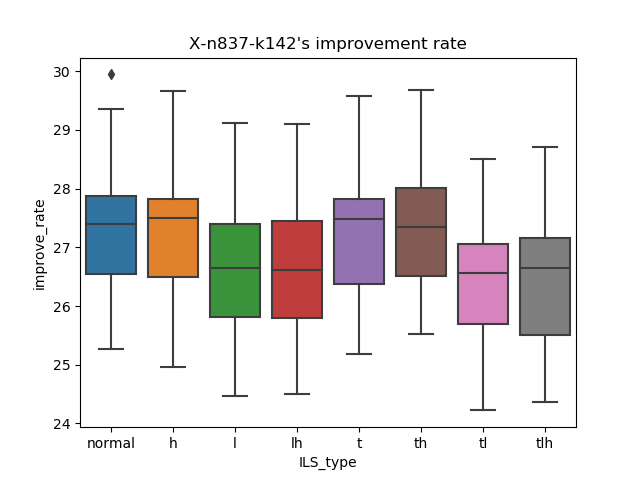 X-n837-k142's improvement rate
30
29
28
27
26
25
24
improve_rate
normal h l lh t th tl tlh
ILS_type